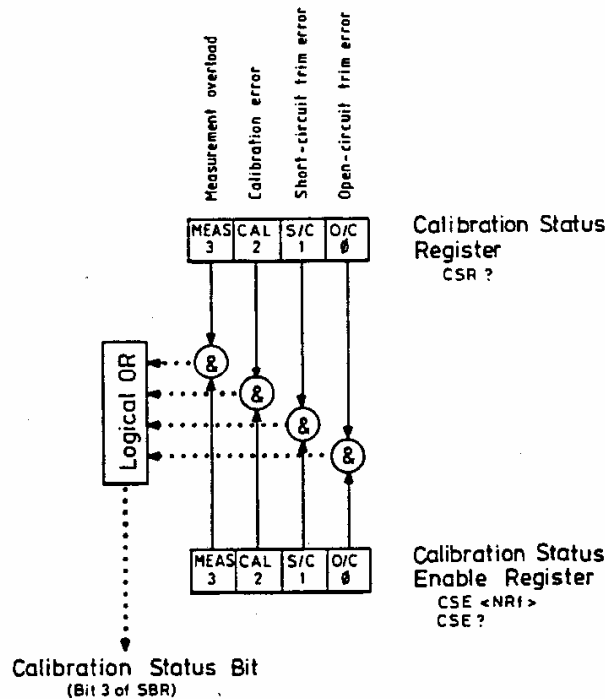 Measurement overload
Calibration error
Short-circuit trim error
Open-circuit trim error
MEAS CAL S/C O/C
3 2 1 0
Calibration Status
Register
CSR ?
&
&
&
&
Logical OR
MEAS CAL S/C O/C
3 2 1 0
Calibration Status
Enable Register
CSE <NRf>
CSE ?
Calibration Status Bit
(Bit 3 of SBR)